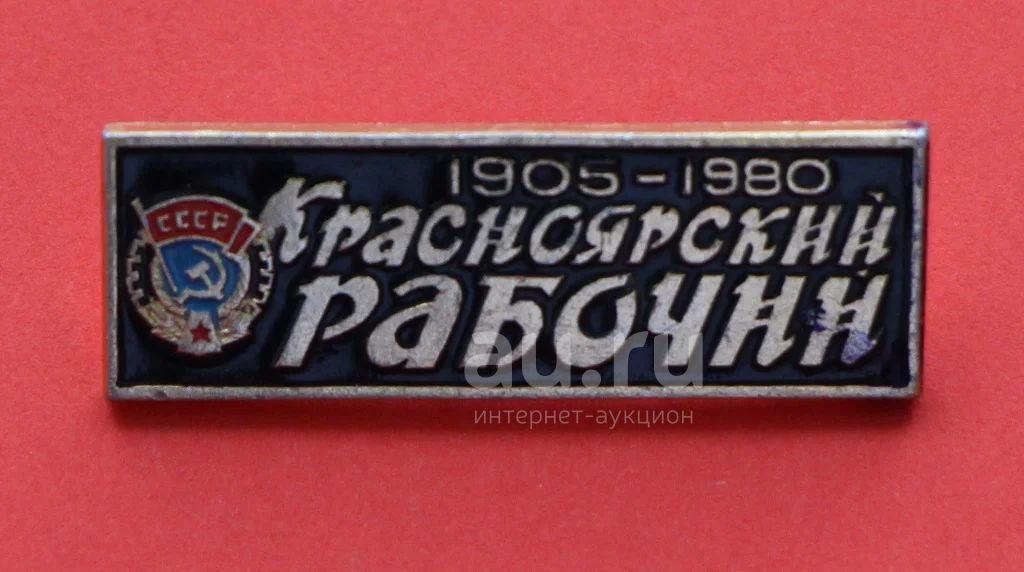 1905-1980
СССР
Красноярский
рабочий
au.ru
интернет-аукцион